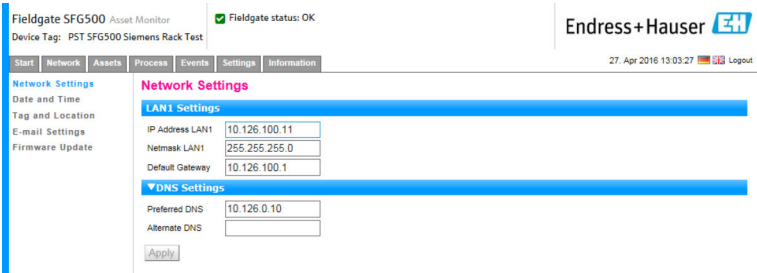 Fieldgate SFG500 Asset Monitor
Device Tag: PST SFG500 Siemens Rack Test
Fieldgate status: OK
Endress+Hauser EH
Start Network Assets Process Events Settings Information
27. Apr 2016 13:03:27 Logout
Network Settings
Date and Time
Tag and Location
E-mail Settings
Firmware Update
Network Settings
LAN1 Settings
IP Address LAN1 10.126.100.11
Netmask LAN1 255.255.255.0
Default Gateway 10.126.100.1
▼DNS Settings
Preferred DNS 10.126.0.10
Alternate DNS
Apply